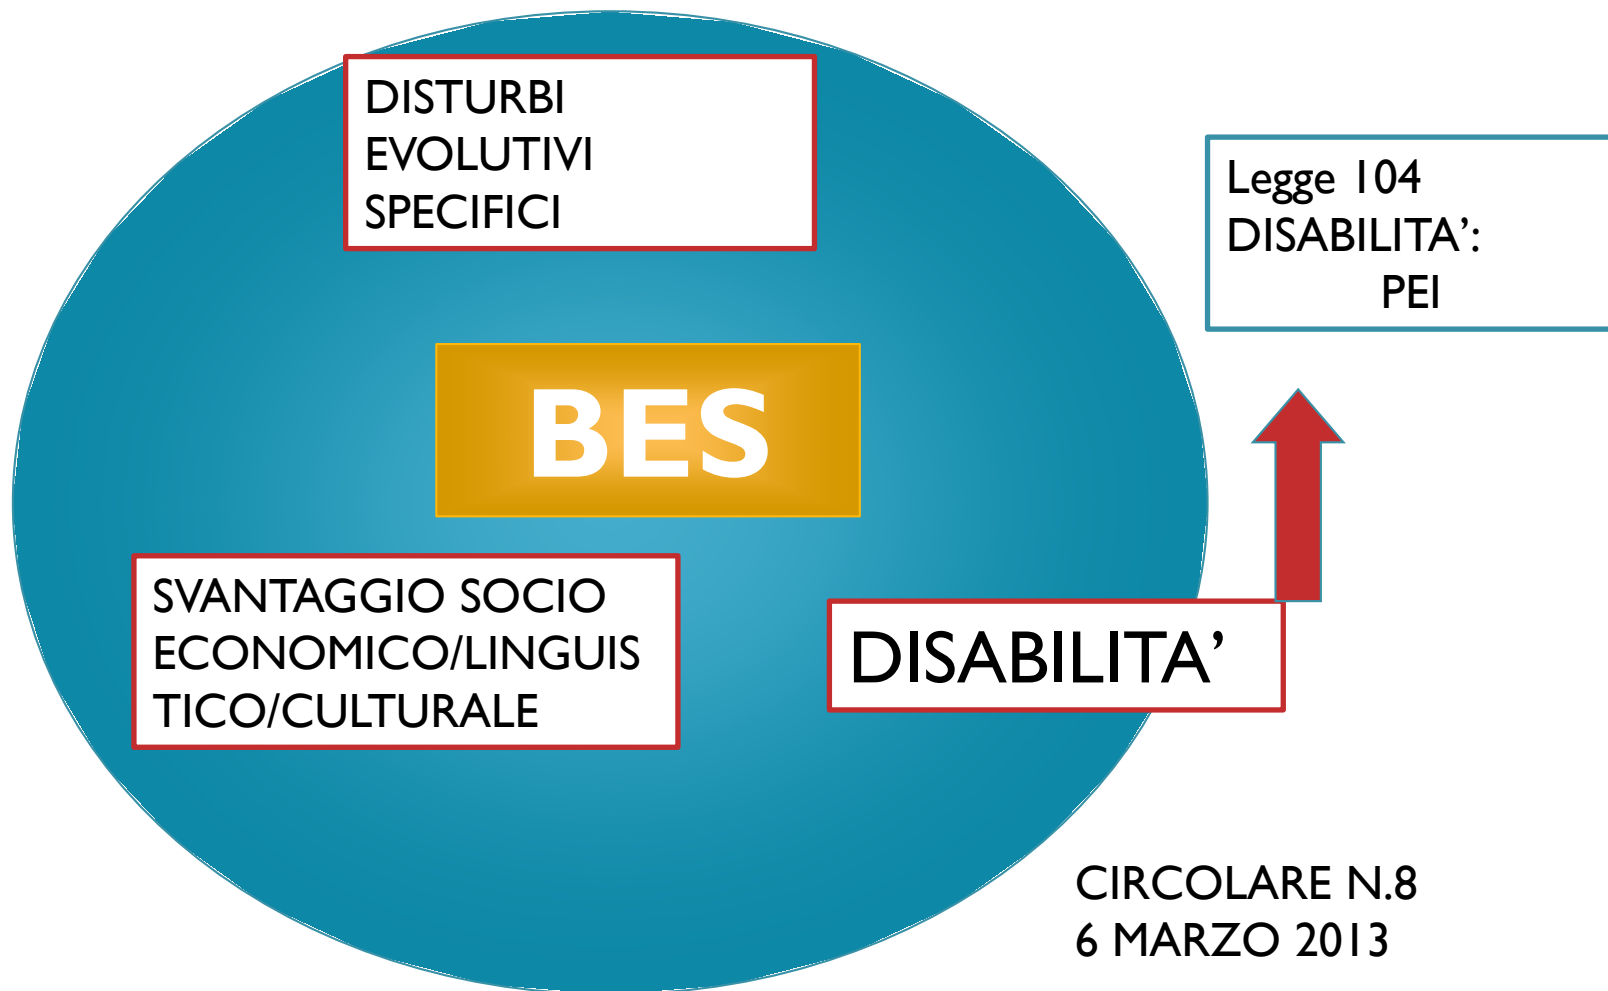 DISTURBI
EVOLUTIVI
SPECIFICI
Legge 104
DISABILITA’:
PEI
BES
SVANTAGGIO SOCIO
ECONOMICO/LINGUIS
TICO/CULTURALE
DISABILITA’
CIRCOLARE N.8
6 MARZO 2013